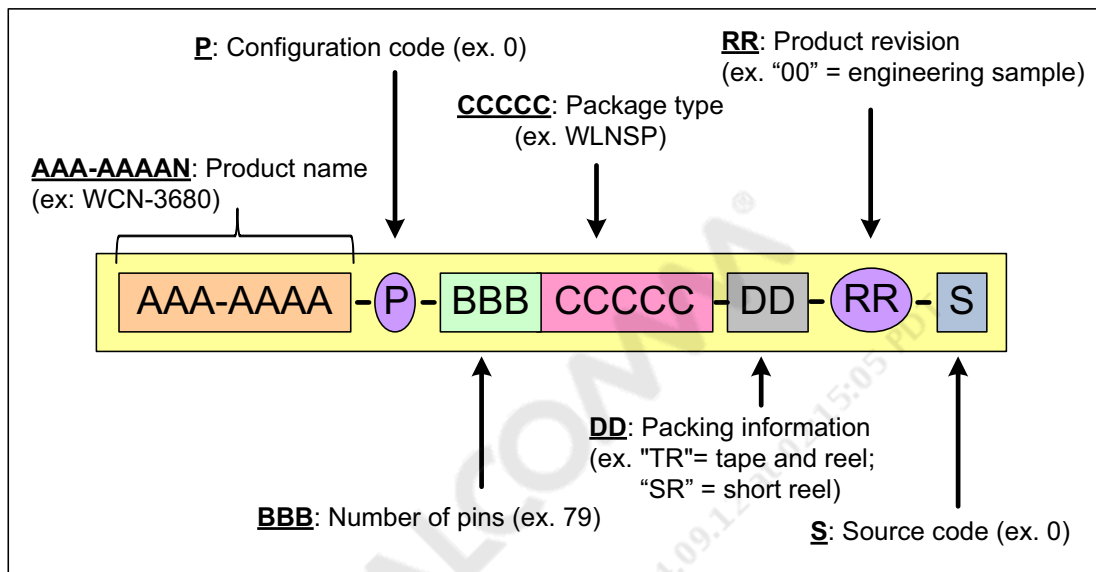 P: Configuration code (ex. 0)
RR: Product revision
(ex. “00” = engineering sample)
CCCCC: Package type
(ex. WLNSP)
AAA-AAAAN: Product name
(ex: WCN-3680)
AAA-AAAA – P – BBB CCCCC – DD – RR – S
DD: Packing information
(ex. "TR"= tape and reel;
“SR” = short reel)
BBB: Number of pins (ex. 79)
S: Source code (ex. 0)